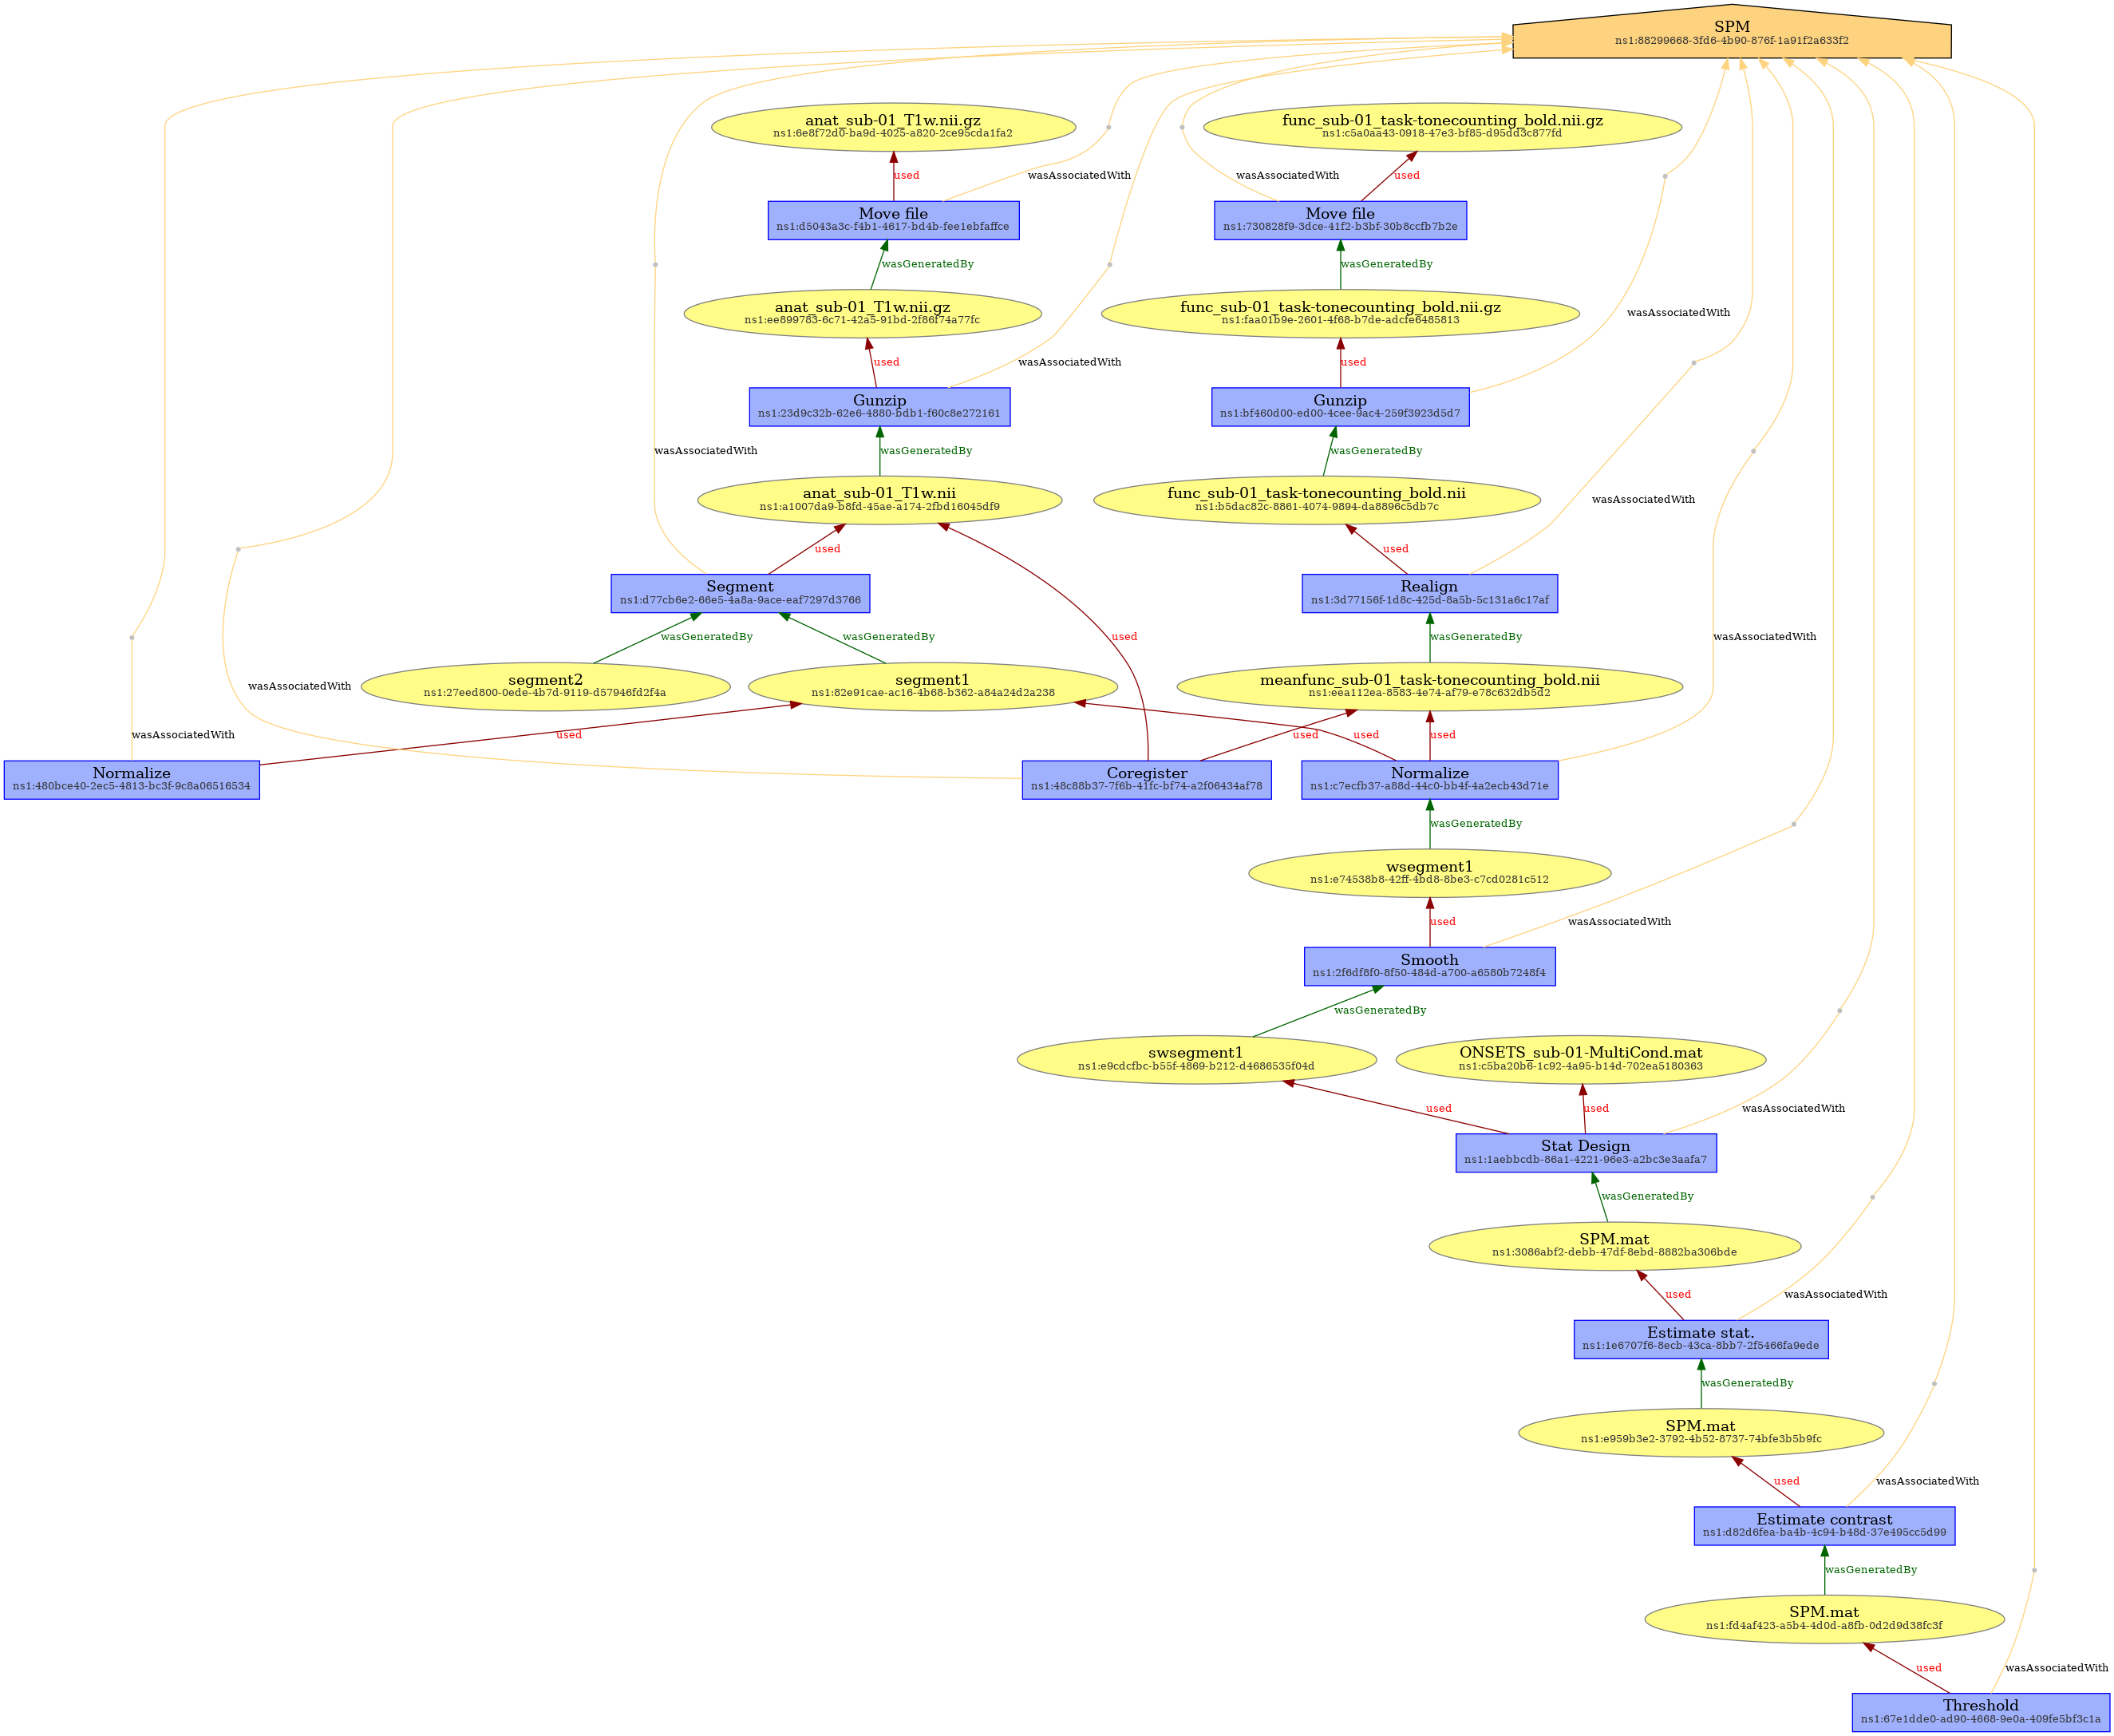 SPM
ns1:88299668-3fd6-4b90-876f-1a91f2a633f2
anat_sub-01_T1w.nii.gz
ns1:6e8f72d0-ba9d-4025-a820-2ce95cda1fa2
func_sub-01_task-tonecounting_bold.nii.gz
ns1:c5a0aa43-0918-47e3-bf85-d95dd3c877fd
used
wasAssociatedWith
wasAssociatedWith
used
Move file
ns1:d5043a3c-f4b1-4617-bd4b-fee1ebfaffce
Move file
ns1:730828f9-3dce-41f2-b3bf-30b8ccfb7b2e
wasGeneratedBy
wasGeneratedBy
anat_sub-01_T1w.nii.gz
ns1:ee899783-6c71-42a5-91bd-2f86f74a77fc
func_sub-01_task-tonecounting_bold.nii.gz
ns1:faa01b9e-2601-4f68-b7de-adcfe6485813
wasAssociatedWith
used
wasAssociatedWith
used
Gunzip
ns1:23d9c32b-62e6-4880-bdb1-f60c8e272161
Gunzip
ns1:bf460d00-ed00-4cee-9ac4-259f3923d5d7
wasAssociatedWith
wasGeneratedBy
wasGeneratedBy
anat_sub-01_T1w.nii
ns1:a1007da9-b8fd-45ae-a174-2fbd16045df9
func_sub-01_task-tonecounting_bold.nii
ns1:b5dac82c-8861-4074-9894-da8896c5db7c
wasAssociatedWith
used
used
Segment
ns1:d77cb6e2-66e5-4a8a-9ace-eaf7297d3766
Realign
ns1:3d77156f-1d8c-425d-8a5b-5c131a6c17af
wasGeneratedBy
wasGeneratedBy
used
wasGeneratedBy
wasAssociatedWith
segment2
ns1:27eed800-0ede-4b7d-9119-d57946fd2f4a
segment1
ns1:82e91cae-ac16-4b68-b362-a84a24d2a238
meanfunc_sub-01_task-tonecounting_bold.nii
ns1:eea112ea-8583-4e74-af79-e78c632db5d2
wasAssociatedWith
wasAssociatedWith
used
used
used
used
Normalize
ns1:480bce40-2ec5-4813-bc3f-9c8a06516534
Coregister
ns1:48c88b37-7f6b-41fc-bf74-a2f06434af78
Normalize
ns1:c7ecfb37-a88d-44c0-bb4f-4a2ecb43d71e
wasGeneratedBy
wsegment1
ns1:e74538b8-42ff-4bd8-8be3-c7cd0281c512
used
wasAssociatedWith
Smooth
ns1:2f6df8f0-8f50-484d-a700-a6580b7248f4
wasGeneratedBy
swsegment1
ns1:e9cdcfbc-b55f-4869-b212-d4686535f04d
ONSETS_sub-01-MultiCond.mat
ns1:c5ba20b6-1c92-4a95-b14d-702ea5180363
used
used
wasAssociatedWith
Stat Design
ns1:1aebbcdb-86a1-4221-96e3-a2bc3e3aafa7
wasGeneratedBy
SPM.mat
ns1:3086abf2-debb-47df-8ebd-8882ba306bde
used
wasAssociatedWith
Estimate stat.
ns1:1e6707f6-8ecb-43ca-8bb7-2f5466fa9ede
wasGeneratedBy
SPM.mat
ns1:e959b3e2-3792-4b52-8737-74bfe3b5b9fc
used
wasAssociatedWith
Estimate contrast
ns1:d82d6fea-ba4b-4c94-b48d-37e495cc5d99
wasGeneratedBy
SPM.mat
ns1:fd4af423-a5b4-4d0d-a8fb-0d2d9d38fc3f
used
wasAssociatedWith
Threshold
ns1:67e1dde0-ad90-4668-9e0a-409fe5bf3c1a